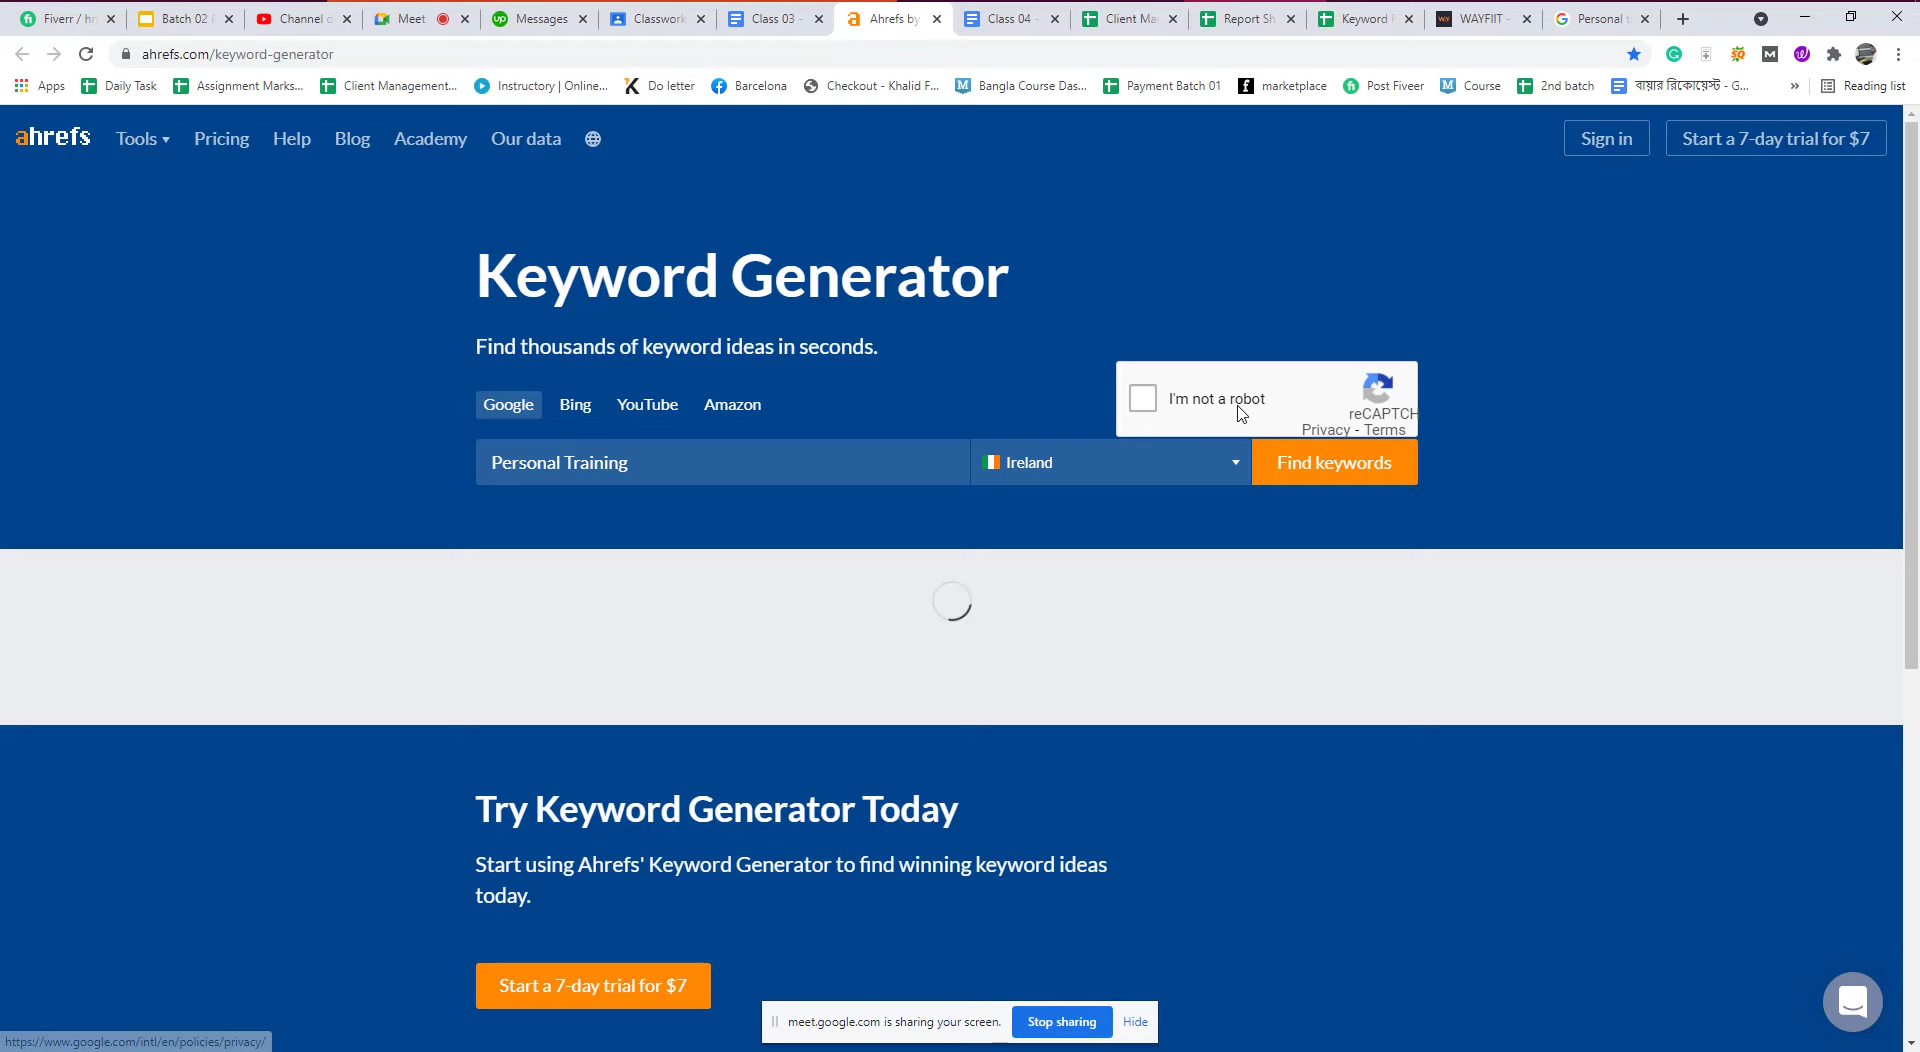 Fiverr / hr
Batch 02 F
Channel d
Meet
Messages
Classwork
Class 03 -
Ahrefs by
Class 04 -
Client Ma
Report Sh
Keyword F
WAYFIIT -
Personal t
ahrefs.com/keyword-generator
Apps
Daily Task
Assignment Marks...
Client Management...
Instructory | Online...
Do letter
Barcelona
Checkout - Khalid F...
Bangla Course Das...
Payment Batch 01
marketplace
Post Fiveer
Course
2nd batch
বায়ার রিকোয়েস্ট - G...
Reading list
ahrefs
Tools
Pricing
Help
Blog
Academy
Our data
Sign in
Start a 7-day trial for $7
Keyword Generator
Find thousands of keyword ideas in seconds.
Google
Bing
YouTube
Amazon
I'm not a robot
reCAPTCH
Privacy - Terms
Personal Training
Ireland
Find keywords
Try Keyword Generator Today
Start using Ahrefs' Keyword Generator to find winning keyword ideas
today.
Start a 7-day trial for $7
meet.google.com is sharing your screen.
Stop sharing
Hide
https://www.google.com/intl/en/policies/privacy/